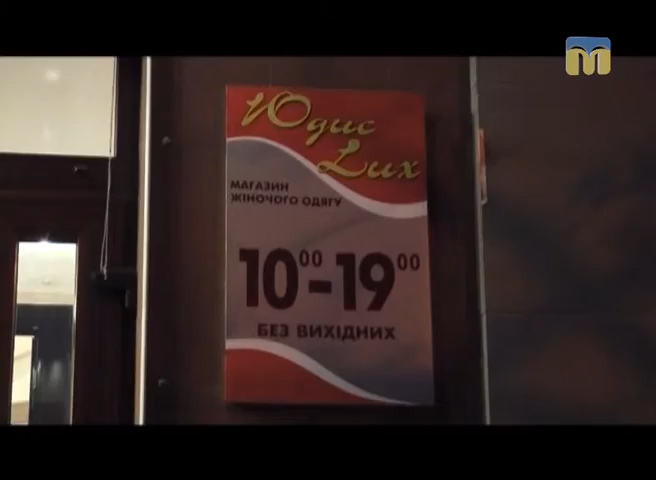 Юдис
Lux
МАГАЗИН
ЖІНОЧОГО ОДЯГУ
10⁰⁰-19⁰⁰
БЕЗ ВИХІДНИХ